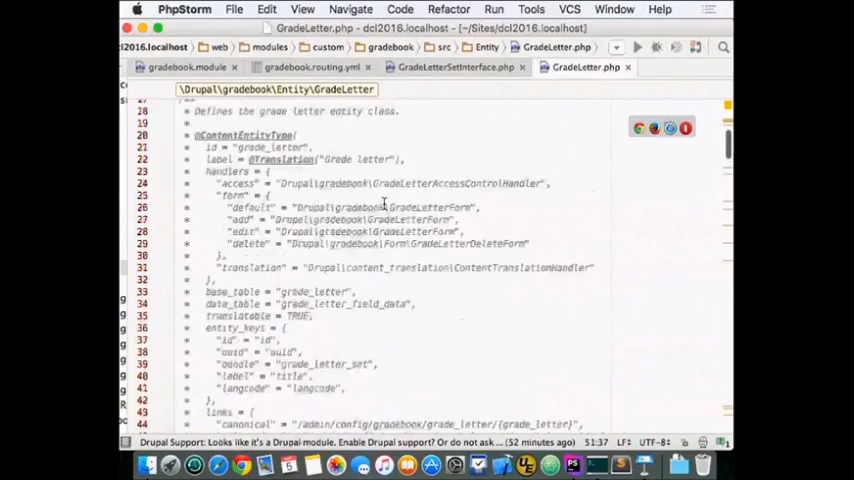 PhpStorm File Edit View Navigate Code Refactor Run Tools VCS Window Help
GradeLetter.php - dcl2016.localhost - [~/Sites/dcl2016.localhost]
cl2016.localhost web modules custom gradebook src Entity GradeLetter.php
gradebook.module gradebook.routing.yml GradeLetterSetInterface.php GradeLetter.php
\Drupal\gradebook\Entity\GradeLetter
27 /**
18 * Defines the grade letter entity class.
19 *
20 * @ContentEntityType(
21 * id = "grade_letter",
22 * label = @Translation("Grade letter"),
23 * handlers = {
24 * "access" = "Drupal\gradebook\GradeLetterAccessControlHandler",
25 * "form" = {
26 * "default" = "Drupal\gradebook\GradeLetterForm",
27 * "add" = "Drupal\gradebook\GradeLetterForm",
28 * "edit" = "Drupal\gradebook\GradeLetterForm",
29 * "delete" = "Drupal\gradebook\Form\GradeLetterDeleteForm"
30 * },
31 * "translation" = "Drupal\content_translation\ContentTranslationHandler"
32 * },
33 * base_table = "grade_letter",
34 * data_table = "grade_letter_field_data",
35 * translatable = TRUE,
36 * entity_keys = {
37 * "id" = "id",
38 * "uuid" = "uuid",
39 * "bundle" = "grade_letter_set",
40 * "label" = "title",
41 * "langcode" = "langcode",
42 * },
43 * links = {
44 * "canonical" = "/admin/config/gradebook/grade_letter/{grade_letter}",
Drupal Support: Looks like it's a Drupal module. Enable Drupal support? Or do not ask ... (52 minutes ago) 51:37 LF÷ UTF-8÷